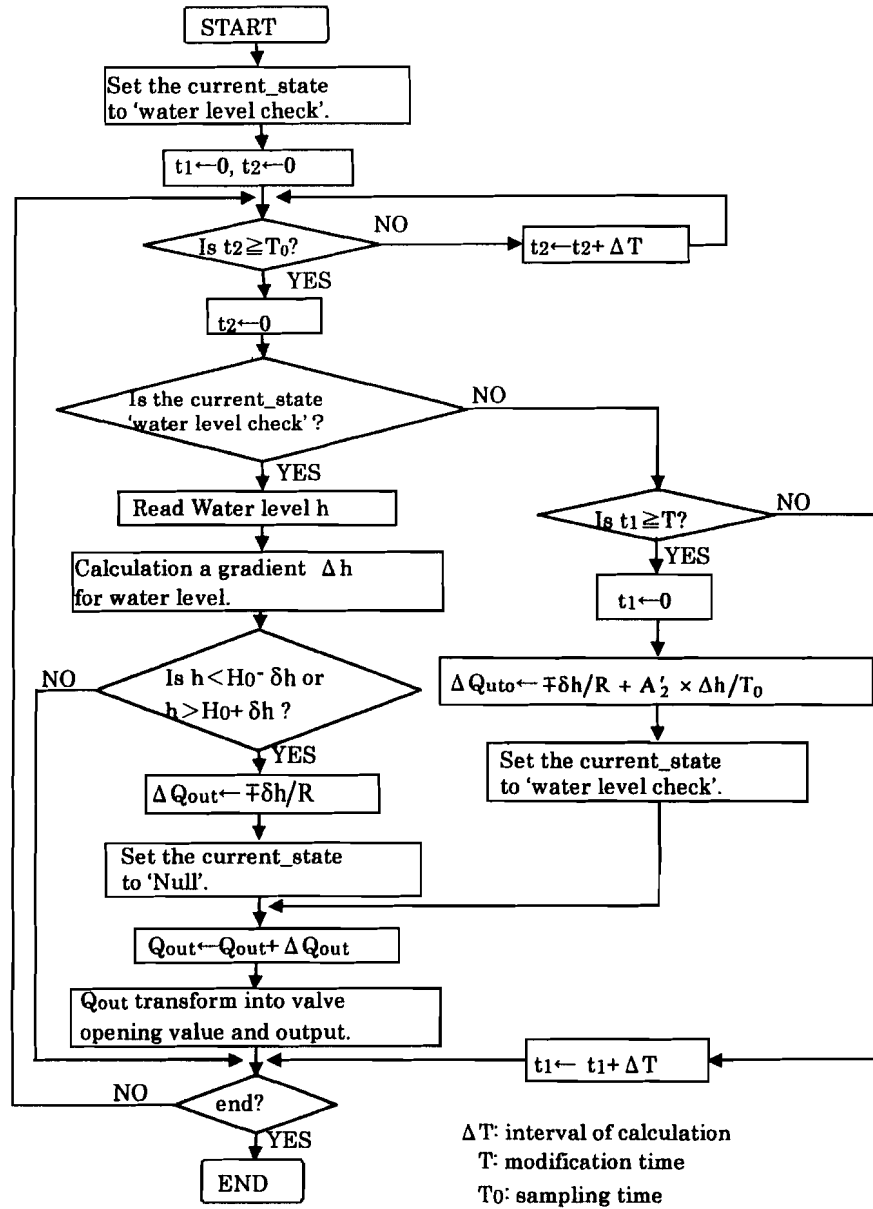 START
Set the current_state
to ‘water level check’.
t1←0, t2←0
Is t2≧T0?
NO
t2←t2+ ΔT
YES
t2←0
Is the current_state
‘water level check’ ?
NO
YES
Read Water level h
Is t1≧T?
NO
YES
Calculation a gradient Δh
for water level.
t1←0
NO
Is h<H0- δh or
h>H0+ δh ?
ΔQuto←∓δh/R + A′2 × Δh/T0
YES
ΔQout←∓δh/R
Set the current_state
to ‘water level check’.
Set the current_state
to ‘Null’.
Qout←Qout+ ΔQout
Qout transform into valve
opening value and output.
t1← t1+ΔT
NO
end?
YES
END
ΔT: interval of calculation
T: modification time
T0: sampling time